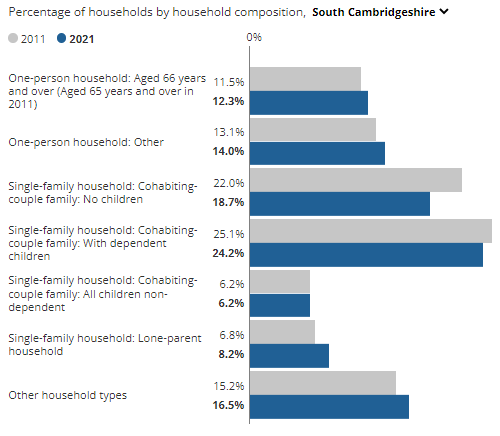 Percentage of households by household composition, South Cambridgeshire
2011 2021
0%
One-person household: Aged 66 years
and over (Aged 65 years and over in
2011)
11.5%
12.3%
One-person household: Other
13.1%
14.0%
Single-family household: Cohabiting-
couple family: No children
22.0%
18.7%
Single-family household: Cohabiting-
couple family: With dependent
children
25.1%
24.2%
Single-family household: Cohabiting-
couple family: All children non-
dependent
6.2%
6.2%
Single-family household: Lone-parent
household
6.8%
8.2%
Other household types
15.2%
16.5%